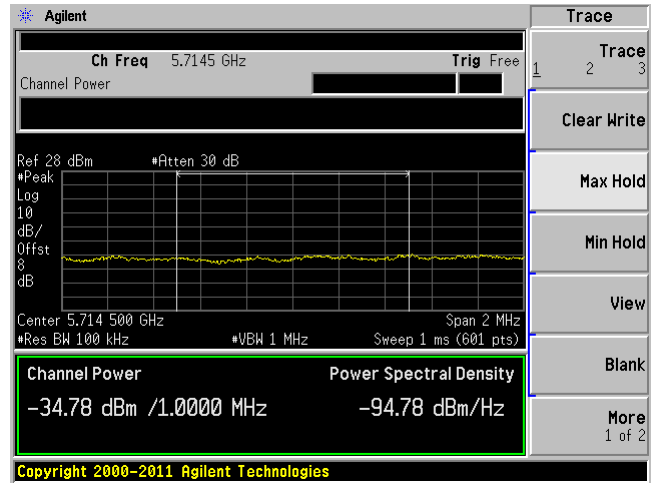 Agilent
Trace
Ch Freq 5.7145 GHz Trig Free
Channel Power
Trace
1 2 3
Clear Write
Max Hold
Min Hold
View
Blank
More
1 of 2
Ref 28 dBm #Atten 30 dB
#Peak
Log
10
dB/
Offst
8
dB
Center 5.714 500 GHz Span 2 MHz
#Res BW 100 kHz #VBW 1 MHz Sweep 1 ms (601 pts)
Channel Power Power Spectral Density
-34.78 dBm /1.0000 MHz -94.78 dBm/Hz
Copyright 2000-2011 Agilent Technologies